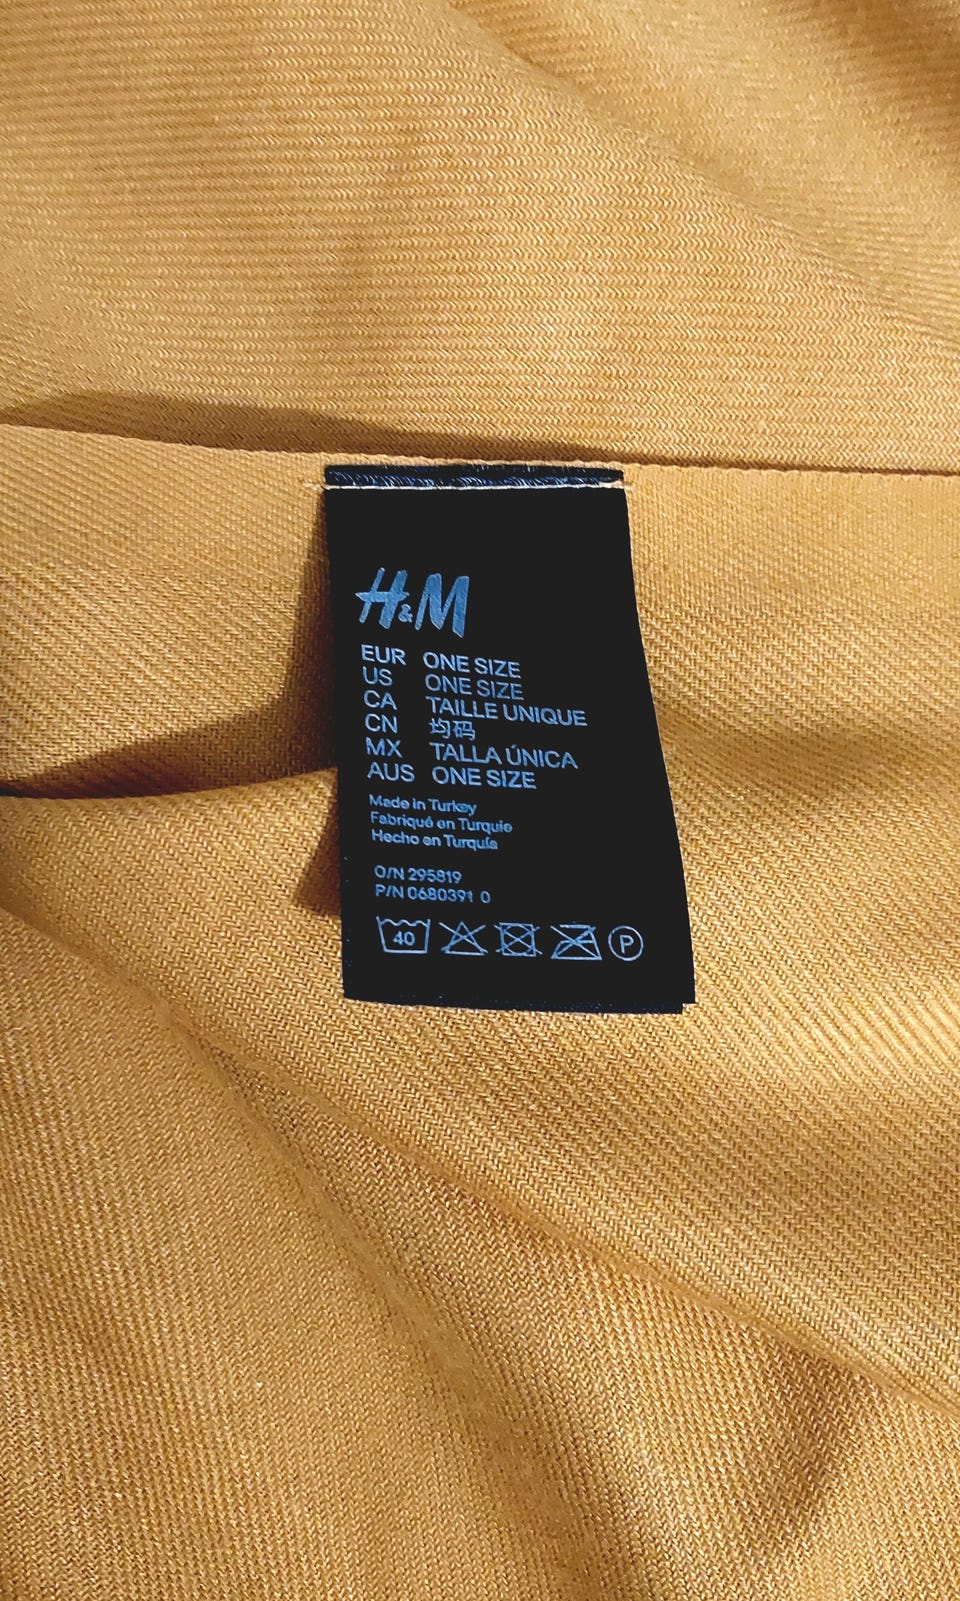 H&M
EUR ONE SIZE
US ONE SIZE
CA TAILLE UNIQUE
CN 均码
MX TALLA ÚNICA
AUS ONE SIZE
Made in Turkey
Fabriqué en Turquie
Hecho en Turquía
O/N 295819
P/N 0680391 0
40 P